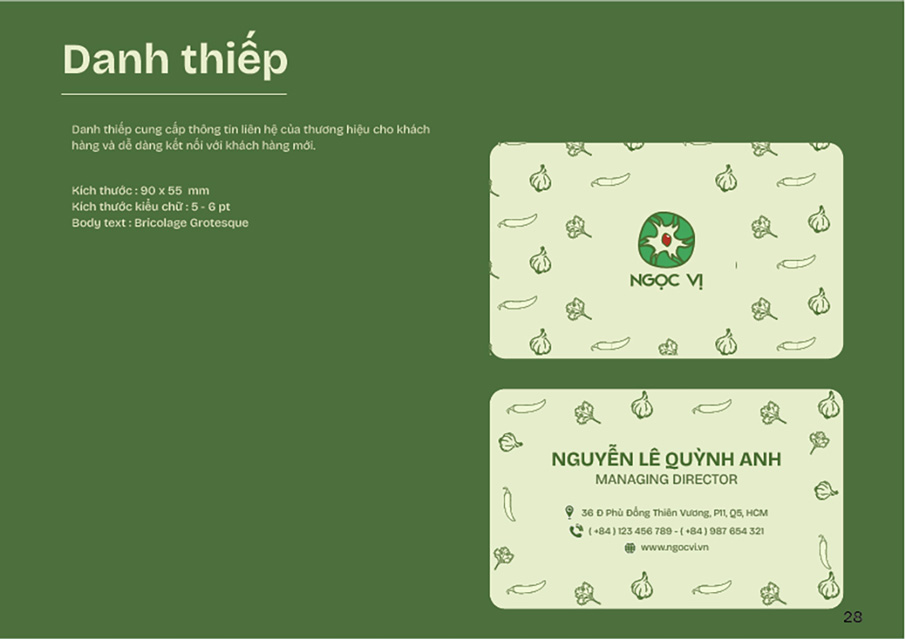 Danh thiếp
Danh thiếp cung cấp thông tin liên hệ của thương hiệu cho khách
hàng và dễ dàng kết nối với khách hàng mới.
Kích thước : 90 x 55 mm
Kích thước kiểu chữ : 5 - 6 pt
Body text : Bricolage Grotesque
NGỌC VỊ
NGUYỄN LÊ QUỲNH ANH
MANAGING DIRECTOR
36 Đ Phù Đổng Thiên Vương, P11, Q5, HCM
( +84 ) 123 456 789 - ( +84 ) 987 654 321
www.ngocvi.vn
28